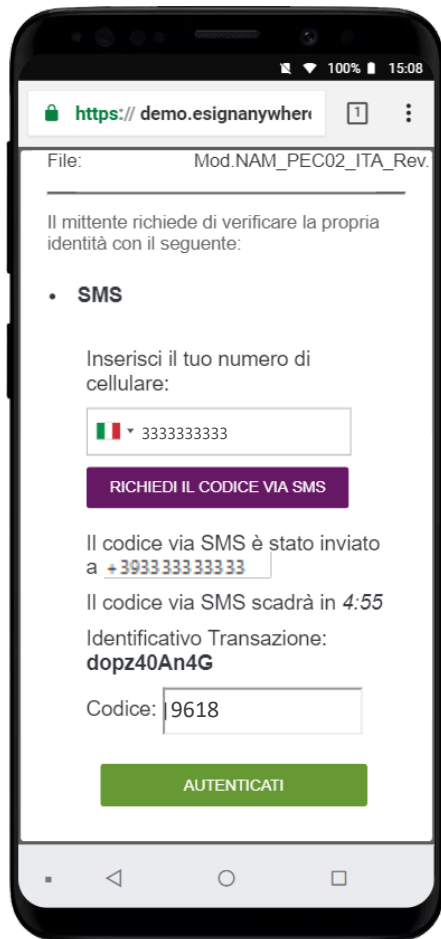 100% 15:08
https:// demo.esignanywher
1
File: Mod.NAM_PEC02_ITA_Rev.
Il mittente richiede di verificare la propria
identità con il seguente:
• SMS
Inserisci il tuo numero di
cellulare:
3333333333
RICHIEDI IL CODICE VIA SMS
Il codice via SMS è stato inviato
a +393333333333
Il codice via SMS scadrà in 4:55
Identificativo Transazione:
dopz40An4G
Codice: 9618
AUTENTICATI